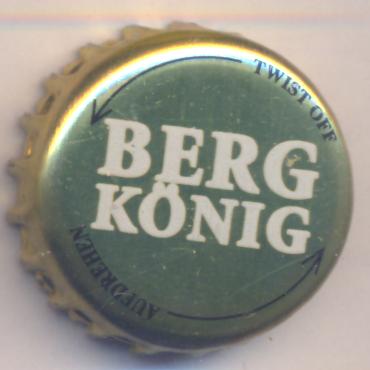 TWIST OFF
BERG
KÖNIG
AUFDREHEN